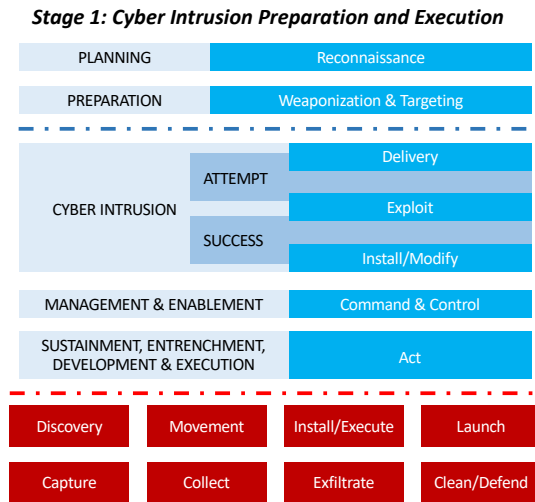 Stage 1: Cyber Intrusion Preparation and Execution
PLANNING
Reconnaissance
PREPARATION
Weaponization & Targeting
CYBER INTRUSION
ATTEMPT
SUCCESS
Delivery
Exploit
Install/Modify
MANAGEMENT & ENABLEMENT
Command & Control
SUSTAINMENT, ENTRENCHMENT,
DEVELOPMENT & EXECUTION
Act
Discovery
Movement
Install/Execute
Launch
Capture
Collect
Exfiltrate
Clean/Defend